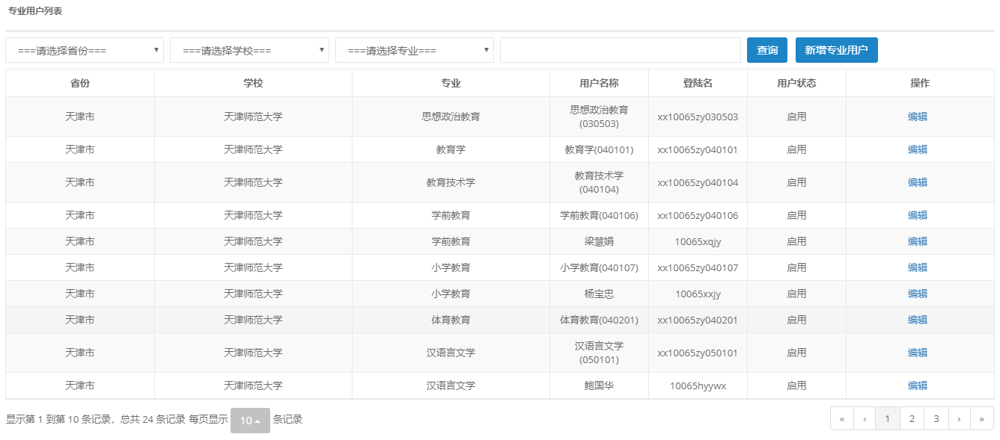 专业用户列表
===请选择省份=== ===请选择学校=== ===请选择专业=== 查询 新增专业用户
省份 学校 专业 用户名称 登陆名 用户状态 操作
天津市 天津师范大学 思想政治教育 思想政治教育(030503) xx10065zy030503 启用 编辑
天津市 天津师范大学 教育学 教育学(040101) xx10065zy040101 启用 编辑
天津市 天津师范大学 教育技术学 教育技术学(040104) xx10065zy040104 启用 编辑
天津市 天津师范大学 学前教育 学前教育(040106) xx10065zy040106 启用 编辑
天津市 天津师范大学 学前教育 梁慧娟 10065xqjy 启用 编辑
天津市 天津师范大学 小学教育 小学教育(040107) xx10065zy040107 启用 编辑
天津市 天津师范大学 小学教育 杨宝忠 10065xxjy 启用 编辑
天津市 天津师范大学 体育教育 体育教育(040201) xx10065zy040201 启用 编辑
天津市 天津师范大学 汉语言文学 汉语言文学(050101) xx10065zy050101 启用 编辑
天津市 天津师范大学 汉语言文学 鲍国华 10065hyywx 启用 编辑
显示第 1 到第 10 条记录，总共 24 条记录 每页显示 10 条记录 « ‹ 1 2 3 › »